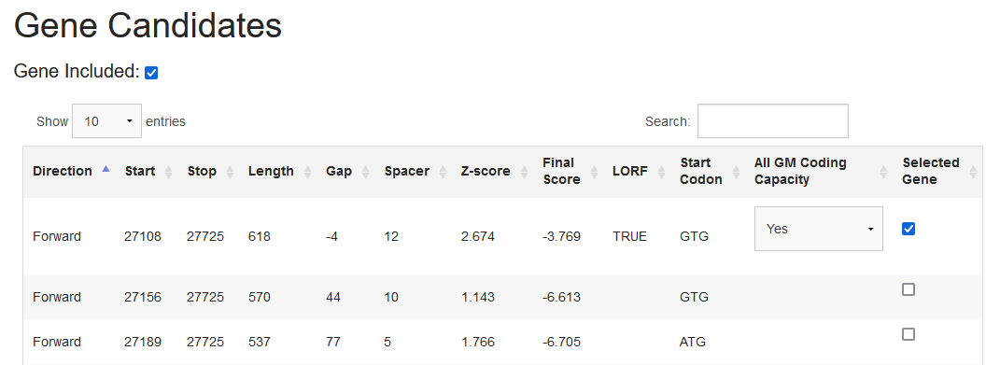 Gene Candidates
Gene Included:
Show 10 entries Search:
Direction Start Stop Length Gap Spacer Z-score Final Score LORF Start Codon All GM Coding Capacity Selected Gene
Forward 27108 27725 618 -4 12 2.674 -3.769 TRUE GTG Yes
Forward 27156 27725 570 44 10 1.143 -6.613 GTG
Forward 27189 27725 537 77 5 1.766 -6.705 ATG